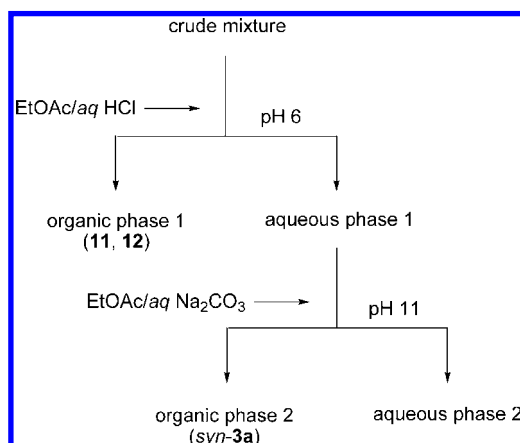 crude mixture
EtOAc/aq HCl
pH 6
organic phase 1
(11, 12)
aqueous phase 1
EtOAc/aq Na₂CO₃
pH 11
organic phase 2
(syn-3a)
aqueous phase 2